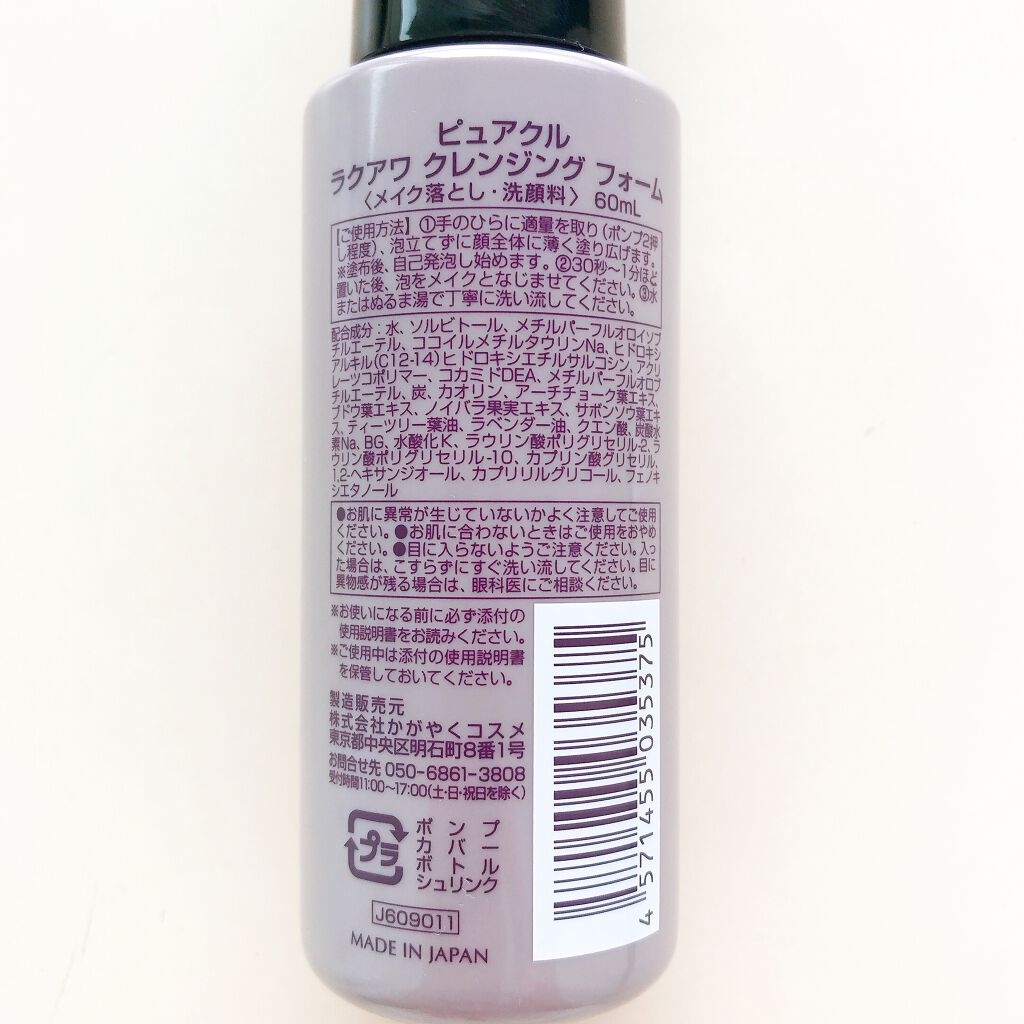 ピュアクル
ラクアワ クレンジング フォーム
〈メイク落とし・洗顔料〉 60mL
【ご使用方法】①手のひらに適量を取り(ポンプ2押
し程度)、泡立てずに顔全体に薄く塗り広げます。
※塗布後、自己発泡し始めます。②30秒〜1分ほど
置いた後、泡をメイクとなじませてください。③水
またはぬるま湯で丁寧に洗い流してください。
配合成分：水、ソルビトール、メチルパーフルオロイソブ
チルエーテル、ココイルメチルタウリンNa、ヒドロキシ
アルキル(C12-14)ヒドロキシエチルサルコシン、アクリ
レーツコポリマー、コカミドDEA、メチルパーフルオロブ
チルエーテル、炭、カオリン、アーチチョーク葉エキス、
ブドウ葉エキス、ノイバラ果実エキス、サボンソウ葉エキ
ス、ティーツリー葉油、ラベンダー油、クエン酸、炭酸水
素Na、BG、水酸化K、ラウリン酸ポリグリセリル-2、ラ
ウリン酸ポリグリセリル-10、カプリン酸グリセリル、
1,2-ヘキサンジオール、カプリリルグリコール、フェノキ
シエタノール
●お肌に異常が生じていないかよく注意してご使用
ください。●お肌に合わないときはご使用をおやめ
ください。●目に入らないようご注意ください。入っ
た場合は、こすらずにすぐ洗い流してください。目に
異物感が残る場合は、眼科医にご相談ください。
※お使いになる前に必ず添付の
使用説明書をお読みください。
※ご使用中は添付の使用説明書
を保管しておいてください。
製造販売元
株式会社かがやくコスメ
東京都中央区明石町8番1号
お問合せ先 050-6861-3808
受付時間11:00〜17:00(土・日・祝日を除く)
プラ
ポンプ
カバー
ボトル
シュリンク
J609011
MADE IN JAPAN
4571455035375